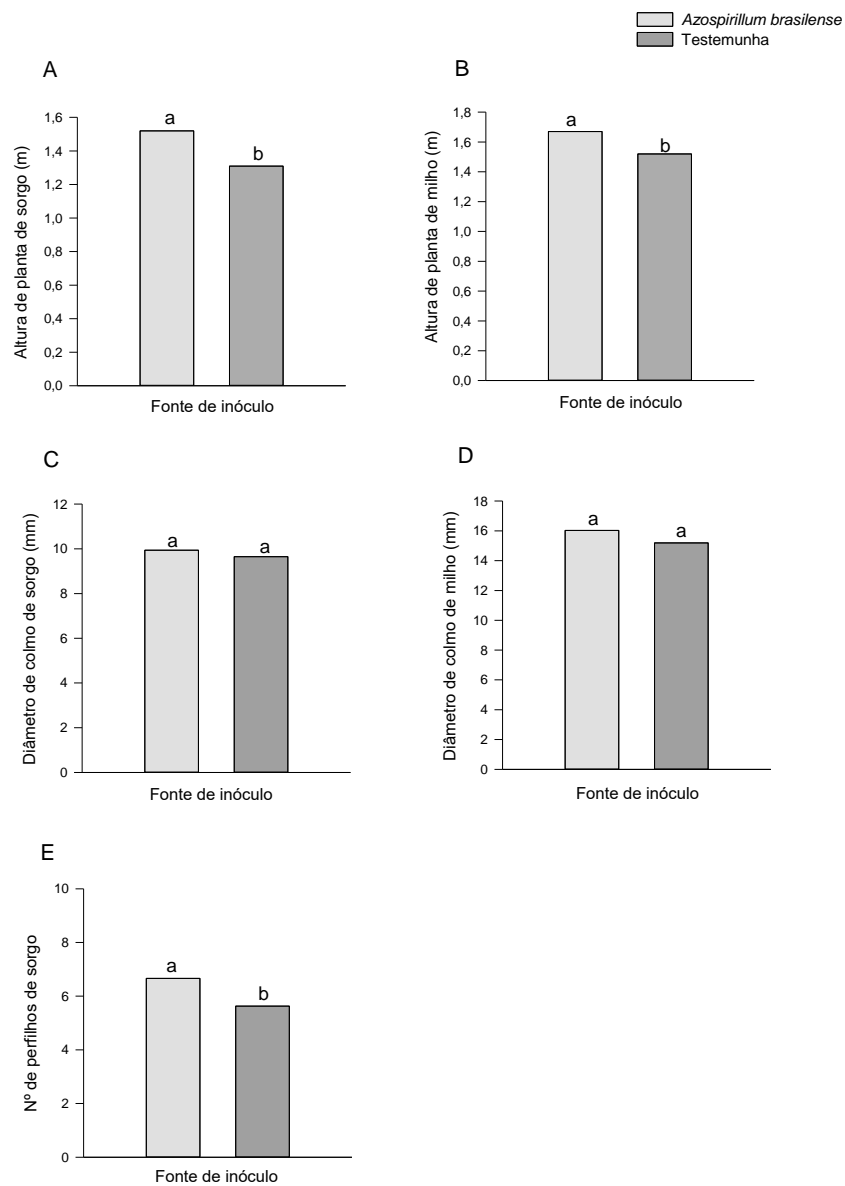 Azospirillum brasilense
Testemunha
A
Altura de planta de sorgo (m)
1,6
1,4
1,2
1,0
0,8
0,6
0,4
0,2
0,0
a
b
Fonte de inóculo
B
Altura de planta de milho (m)
1,8
1,6
1,4
1,2
1,0
0,8
0,6
0,4
0,2
0,0
a
b
Fonte de inóculo
C
Diâmetro de colmo de sorgo (mm)
12
10
8
6
4
2
0
a
a
Fonte de inóculo
D
Diâmetro de colmo de milho (mm)
18
16
14
12
10
8
6
4
2
0
a
a
Fonte de inóculo
E
Nº de perfilhos de sorgo
10
8
6
4
2
0
a
b
Fonte de inóculo